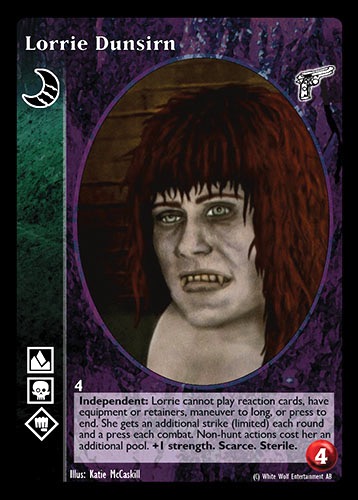 Lorrie Dunsirn
4
Independent: Lorrie cannot play reaction cards, have
equipment or retainers, maneuver to long, or press to
end. She gets an additional strike (limited) each round
and a press each combat. Non-hunt actions cost her an
additional pool. +1 strength. Scarce. Sterile.
4
Illus: Katie McCaskill
(C) White Wolf Entertainment AB